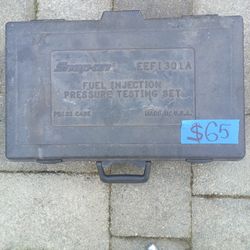 Snap-on EEFI301A
FUEL INJECTION
PRESSURE TESTING SET
MADE IN U.S.A.
$65